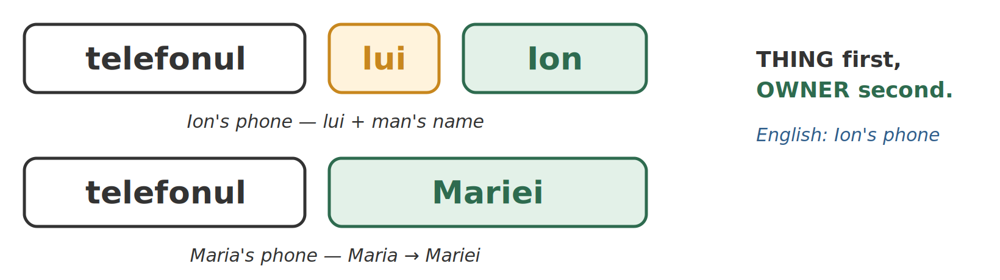 telefonul lui Ion
Ion's phone — lui + man's name
telefonul Mariei
Maria's phone — Maria → Mariei
THING first,
OWNER second.
English: Ion's phone